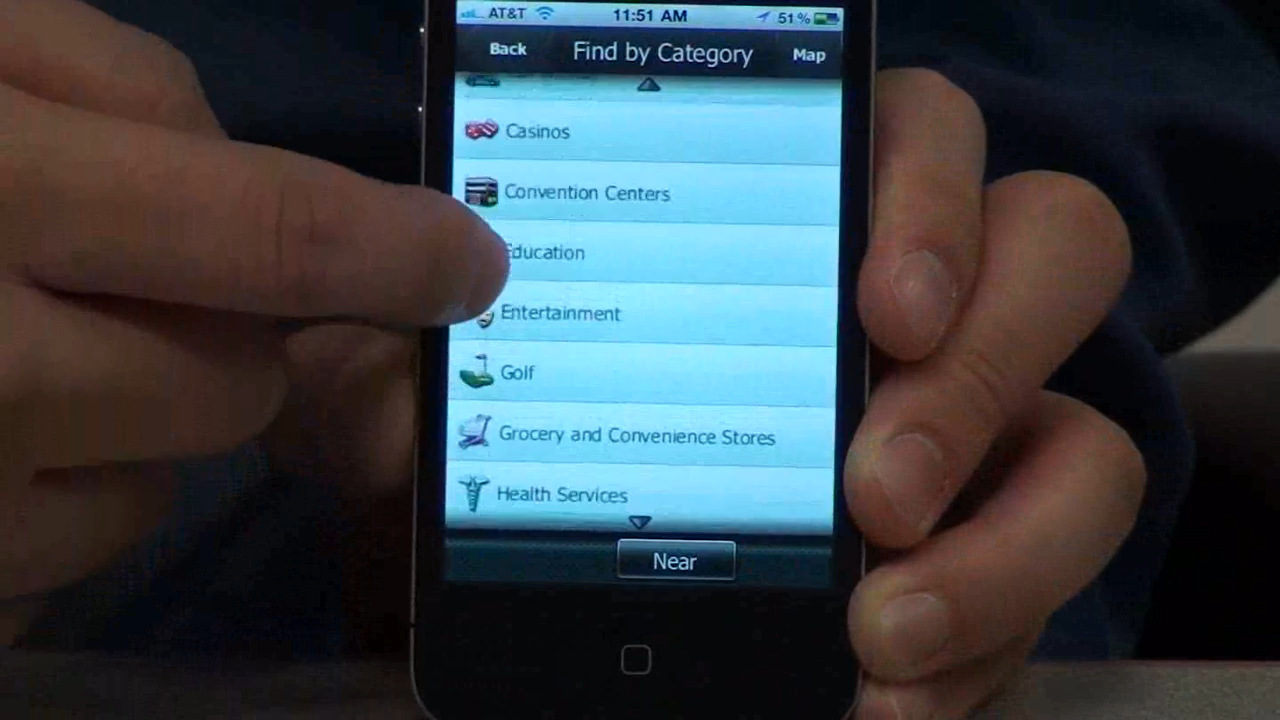 AT&T 11:51 AM 51%
Back Find by Category Map
Casinos
Convention Centers
Education
Entertainment
Golf
Grocery and Convenience Stores
Health Services
Near